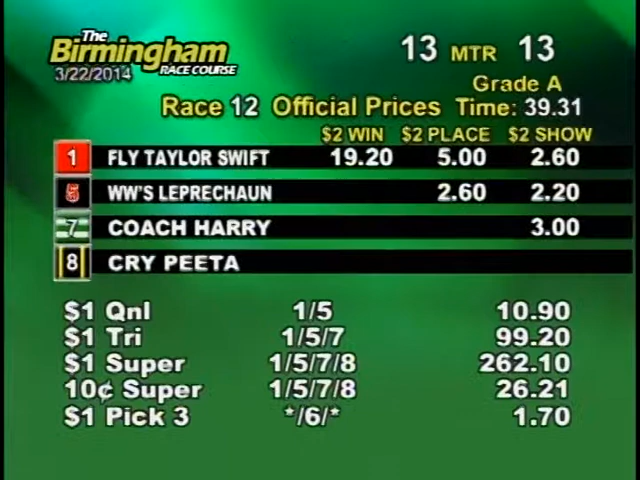 The
Birmingham
RACE COURSE
3/22/2014
13 MTR 13
Grade A
Race 12 Official Prices Time: 39.31
$2 WIN $2 PLACE $2 SHOW
1 FLY TAYLOR SWIFT 19.20 5.00 2.60
5 WW'S LEPRECHAUN 2.60 2.20
7 COACH HARRY 3.00
8 CRY PEETA
$1 Qnl 1/5 10.90
$1 Tri 1/5/7 99.20
$1 Super 1/5/7/8 262.10
10¢ Super 1/5/7/8 26.21
$1 Pick 3 */6/* 1.70